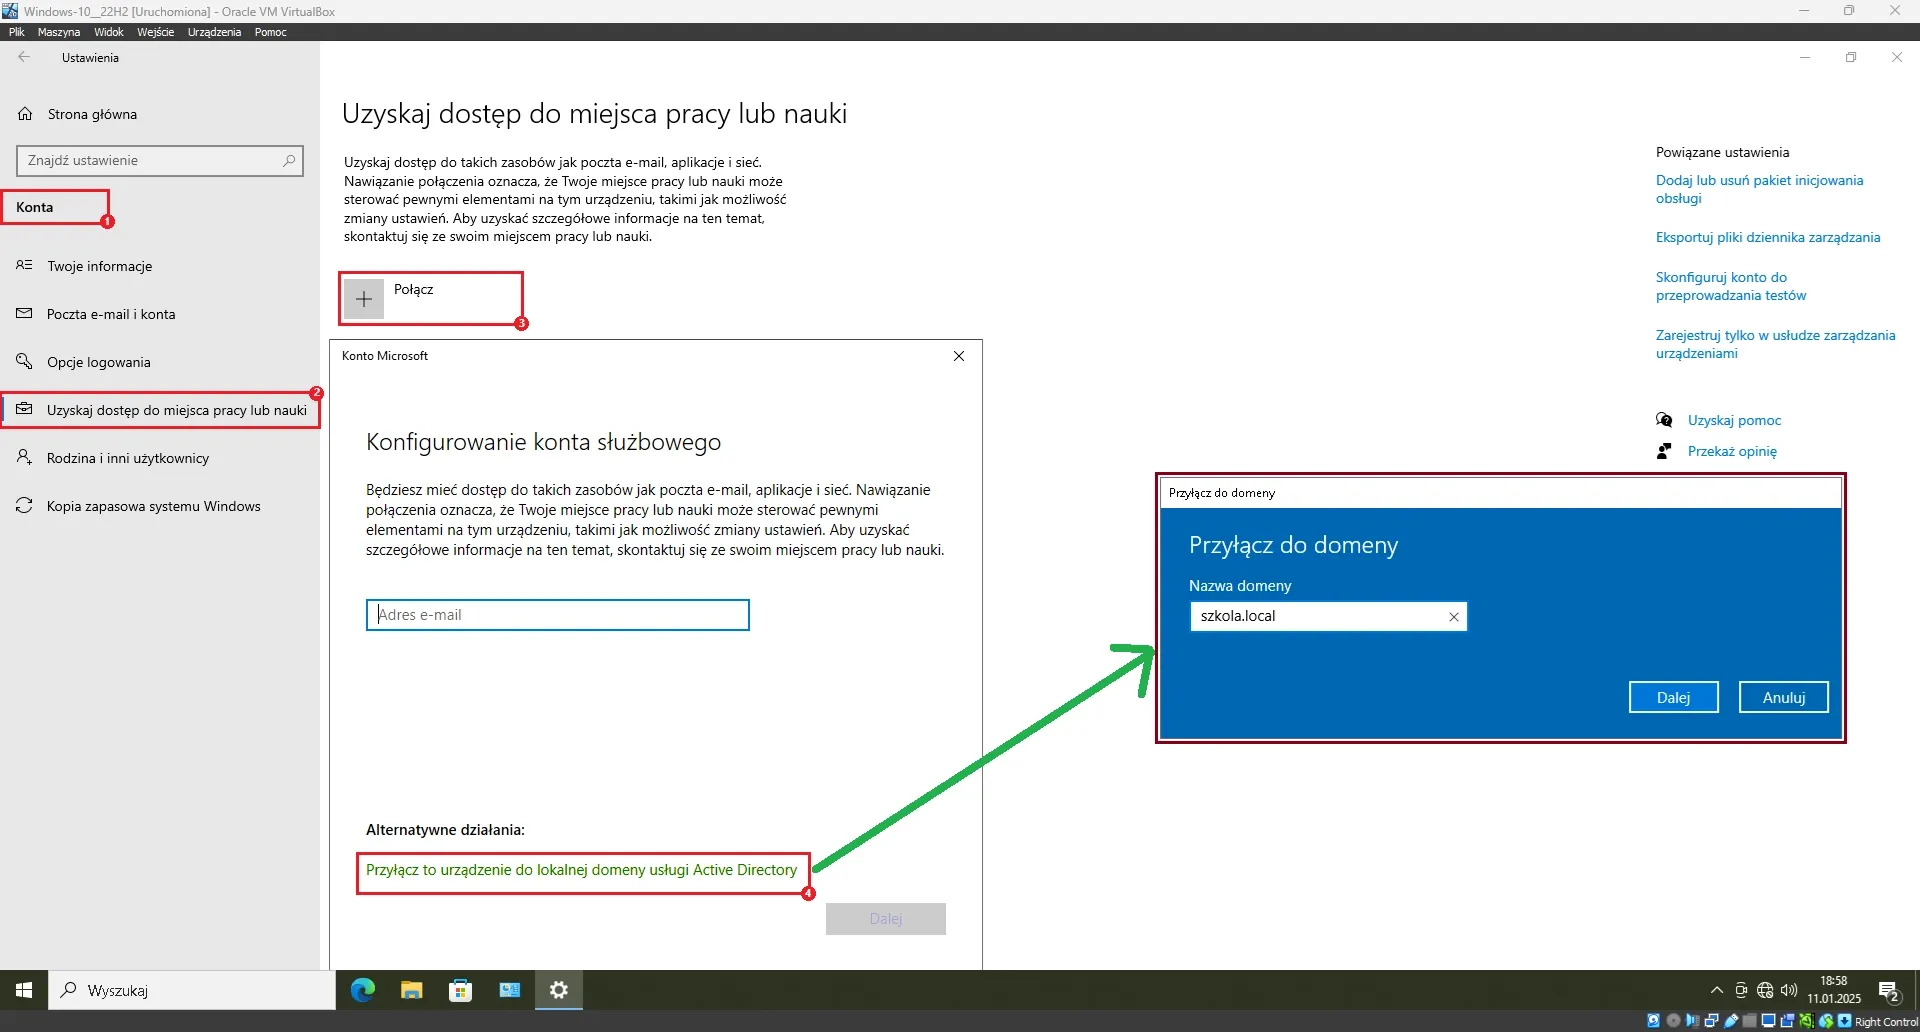 Windows-10__22H2 [Uruchomiona] - Oracle VM VirtualBox
Plik Maszyna Widok Wejście Urządzenia Pomoc
Ustawienia
Strona główna
Znajdź ustawienie
Konta
1
Twoje informacje
Poczta e-mail i konta
Opcje logowania
2
Uzyskaj dostęp do miejsca pracy lub nauki
Rodzina i inni użytkownicy
Kopia zapasowa systemu Windows
Uzyskaj dostęp do miejsca pracy lub nauki
Uzyskaj dostęp do takich zasobów jak poczta e-mail, aplikacje i sieć.
Nawiązanie połączenia oznacza, że Twoje miejsce pracy lub nauki może
sterować pewnymi elementami na tym urządzeniu, takimi jak możliwość
zmiany ustawień. Aby uzyskać szczegółowe informacje na ten temat,
skontaktuj się ze swoim miejscem pracy lub nauki.
Połącz
3
Konto Microsoft
Konfigurowanie konta służbowego
Będziesz mieć dostęp do takich zasobów jak poczta e-mail, aplikacje i sieć. Nawiązanie
połączenia oznacza, że Twoje miejsce pracy lub nauki może sterować pewnymi
elementami na tym urządzeniu, takimi jak możliwość zmiany ustawień. Aby uzyskać
szczegółowe informacje na ten temat, skontaktuj się ze swoim miejscem pracy lub nauki.
Adres e-mail
Alternatywne działania:
Przyłącz to urządzenie do lokalnej domeny usługi Active Directory
4
Dalej
Powiązane ustawienia
Dodaj lub usuń pakiet inicjowania
obsługi
Eksportuj pliki dziennika zarządzania
Skonfiguruj konto do
przeprowadzania testów
Zarejestruj tylko w usłudze zarządzania
urządzeniami
Uzyskaj pomoc
Przekaż opinię
Przyłącz do domeny
Przyłącz do domeny
Nazwa domeny
szkola.local
Dalej Anuluj
Wyszukaj
18:58
11.01.2025
2
Right Control